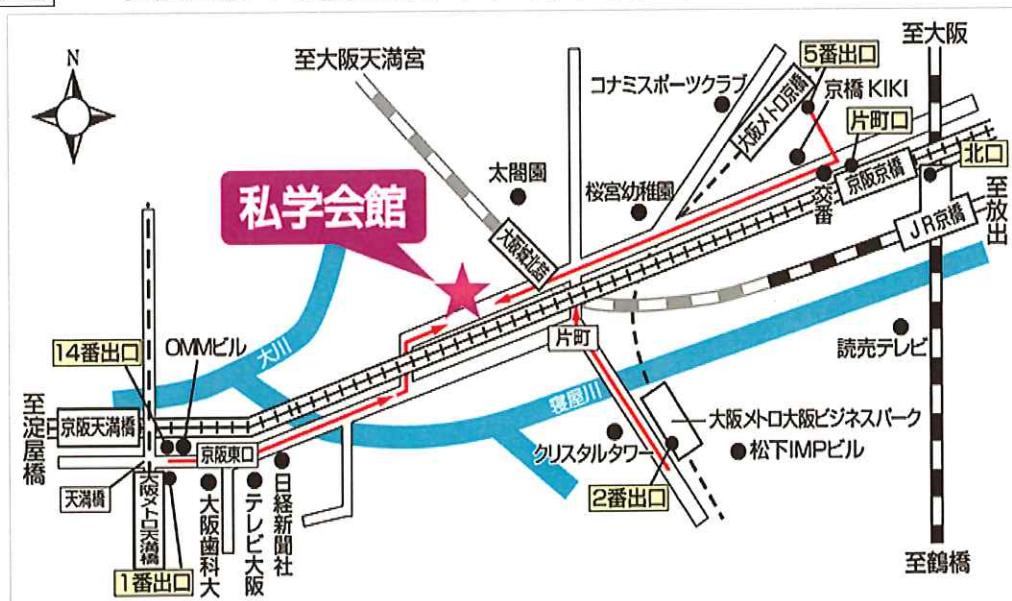 N
至大阪天満宮
至大阪
5番出口
コナミスポーツクラブ
大阪メトロ京橋
京橋 KIKI
片町口
北口
太閤園
桜宮幼稚園
交番
京阪京橋
至放出
私学会館
大阪城北詰
JR京橋
14番出口
OMMビル
大川
片町
読売テレビ
寝屋川
至淀屋橋
京阪天満橋
京阪東口
大阪メトロ大阪ビジネスパーク
クリスタルタワー
松下IMPビル
天満橋
大阪メトロ天満橋
大阪歯科大
テレビ大阪
日経新聞社
2番出口
1番出口
至鶴橋